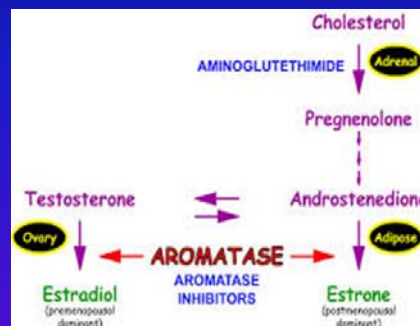 Cholesterol
AMINOGLUTETHIMIDE
Adrenal
Pregnenolone
Testosterone
Androstenedione
Ovary
Adipose
AROMATASE
AROMATASE
INHIBITORS
Estradiol
(premenopausal
dominant)
Estrone
(postmenopausal
dominant)